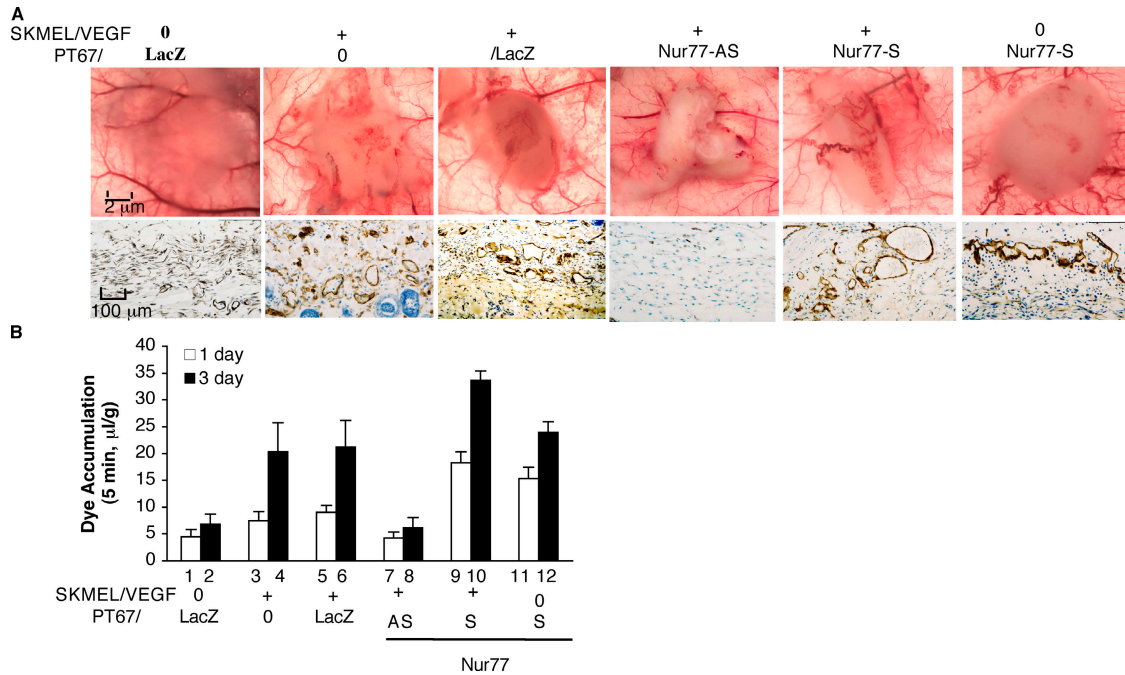 A
SKMEL/VEGF 0 + + + + 0
PT67/ LacZ 0 /LacZ Nur77-AS Nur77-S Nur77-S
2 μm
100 μm
B
Dye Accumulation
(5 min, μl/g)
40
35
30
25
20
15
10
5
0
1 day
3 day
1 2 3 4 5 6 7 8 9 10 11 12
SKMEL/VEGF 0 + + + + 0
PT67/ LacZ 0 LacZ AS S S
Nur77